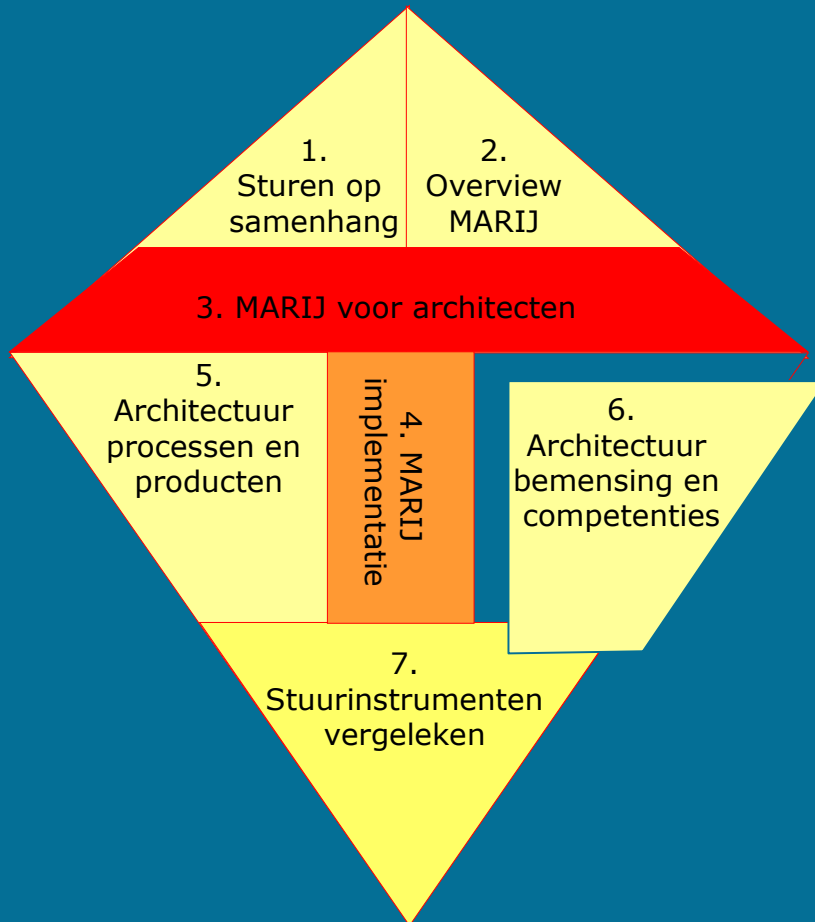 1.
Sturen op
samenhang
2.
Overview
MARIJ
3. MARIJ voor architecten
5.
Architectuur
processen en
producten
4. MARIJ
implementatie
6.
Architectuur
bemensing en
competenties
7.
Stuurinstrumenten
vergeleken